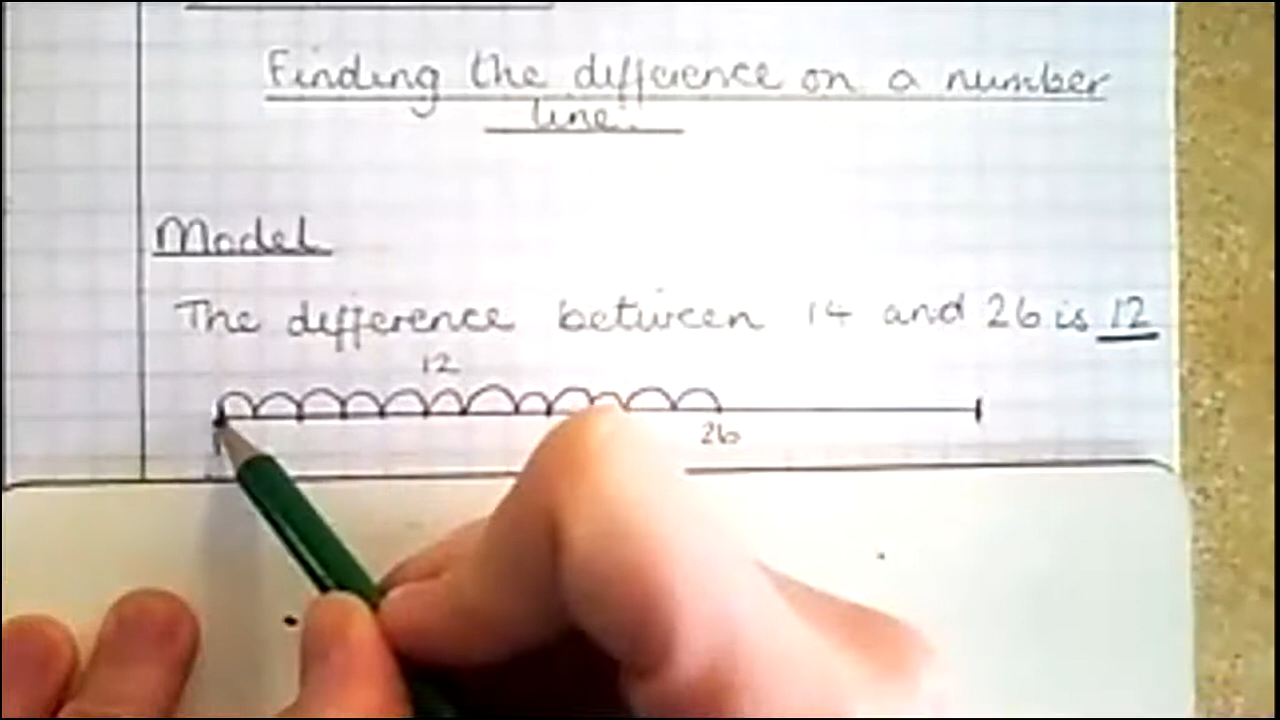 Finding the difference on a number
line.
Model
The difference between 14 and 26 is 12
12
26